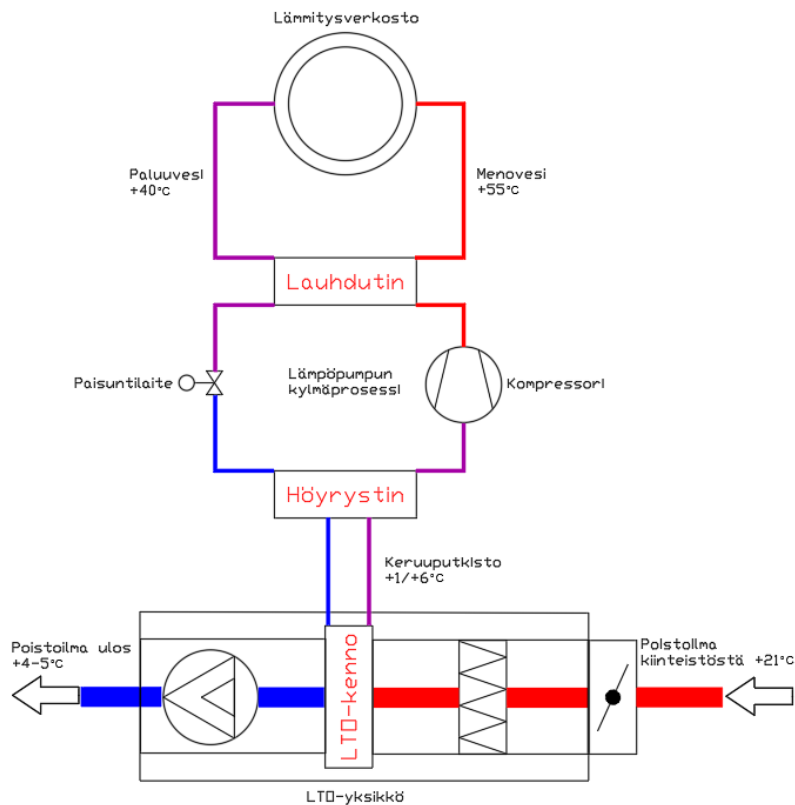 Lämmitysverkosto
Paluuvesi
+40°C
Menovesi
+55°C
Lauhdutin
Paisuntilaite
Lämpöpumpun
kylmäprosessi
Kompressori
Höyrystin
Keruuputkisto
+1/+6°C
Poistoilma ulos
+4-5°C
LTO-kenno
Poistoilma
kiinteistöstä +21°C
LTO-yksikkö